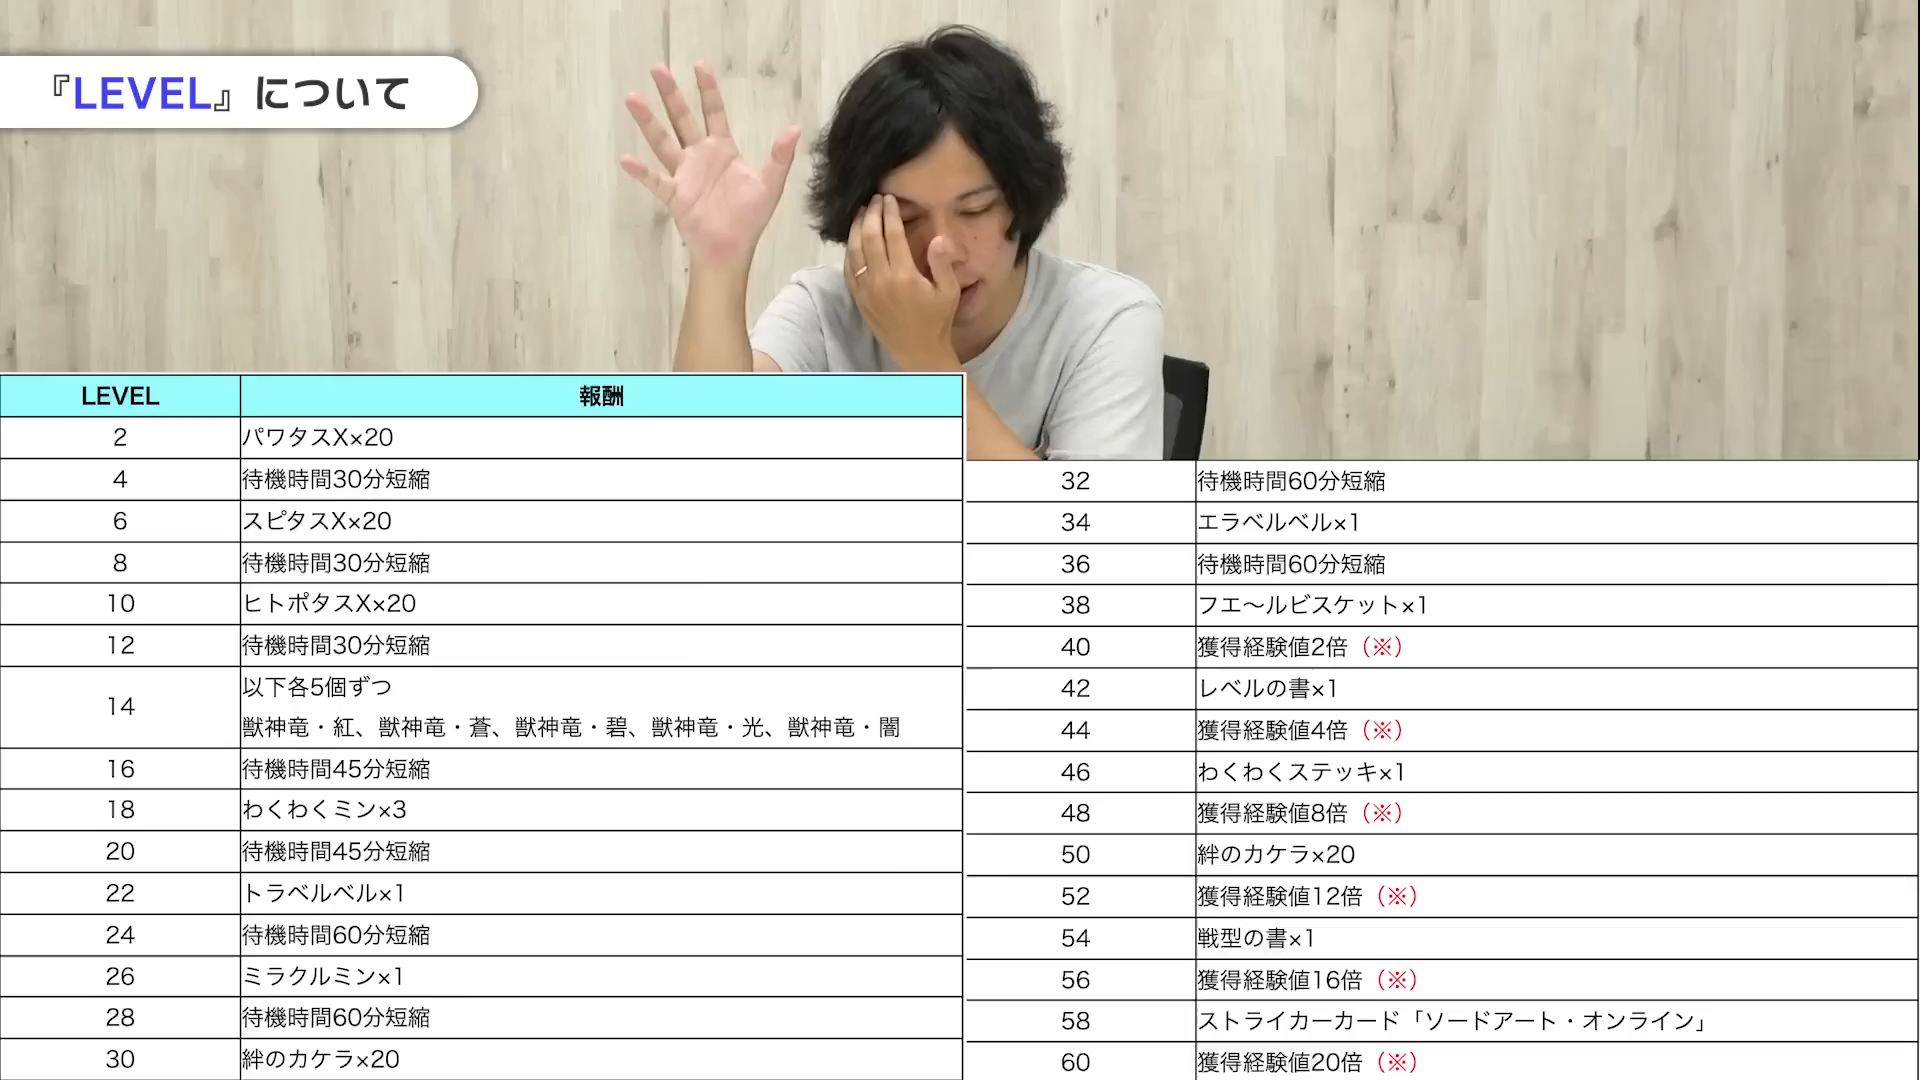 『LEVEL』について
LEVEL 報酬
2 パワタスX×20
4 待機時間30分短縮
6 スピタスX×20
8 待機時間30分短縮
10 ヒトポタスX×20
12 待機時間30分短縮
14 以下各5個ずつ
獣神竜・紅、獣神竜・蒼、獣神竜・碧、獣神竜・光、獣神竜・闇
16 待機時間45分短縮
18 わくわくミン×3
20 待機時間45分短縮
22 トラベルベル×1
24 待機時間60分短縮
26 ミラクルミン×1
28 待機時間60分短縮
30 絆のカケラ×20
32 待機時間60分短縮
34 エラベルベル×1
36 待機時間60分短縮
38 フエ〜ルビスケット×1
40 獲得経験値2倍（※）
42 レベルの書×1
44 獲得経験値4倍（※）
46 わくわくステッキ×1
48 獲得経験値8倍（※）
50 絆のカケラ×20
52 獲得経験値12倍（※）
54 戦型の書×1
56 獲得経験値16倍（※）
58 ストライカーカード「ソードアート・オンライン」
60 獲得経験値20倍（※）